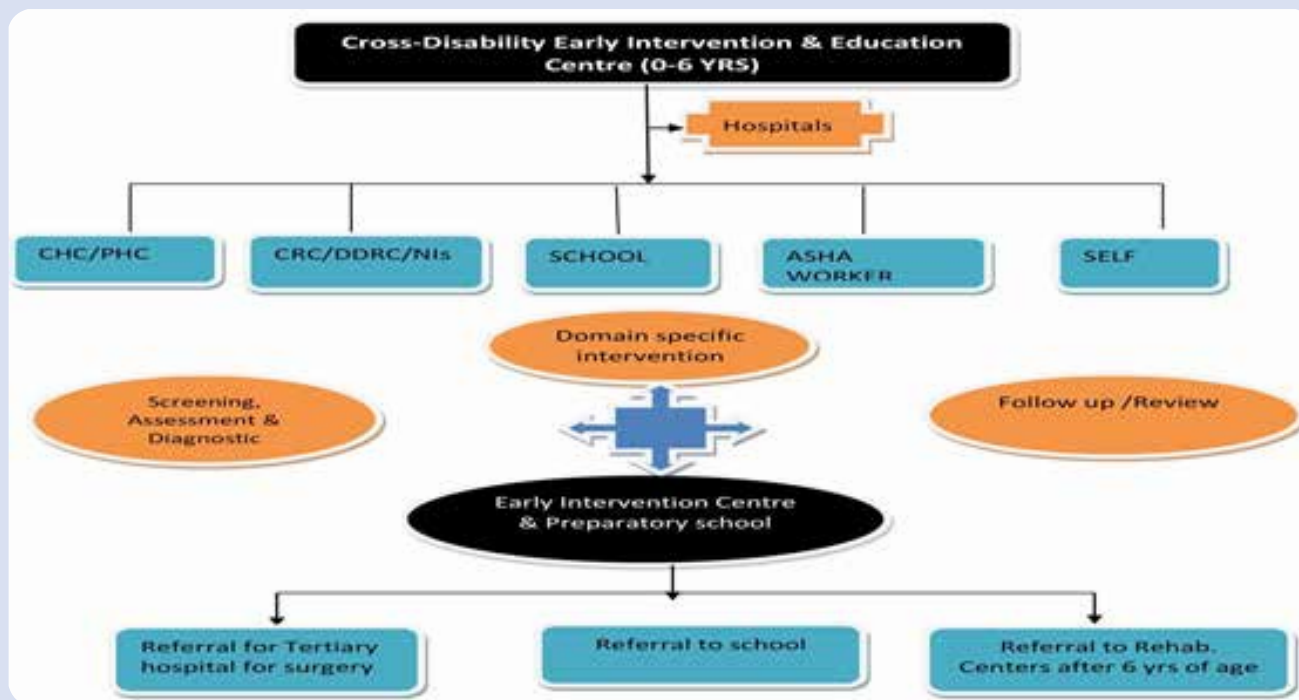 Cross-Disability Early Intervention & Education
Centre (0-6 YRS)
Hospitals
CHC/PHC
CRC/DDRC/NIs
SCHOOL
ASHA
WORKER
SELF
Domain specific
intervention
Screening,
Assessment &
Diagnostic
Follow up /Review
Early Intervention Centre
& Preparatory school
Referral for Tertiary
hospital for surgery
Referral to school
Referral to Rehab.
Centers after 6 yrs of age